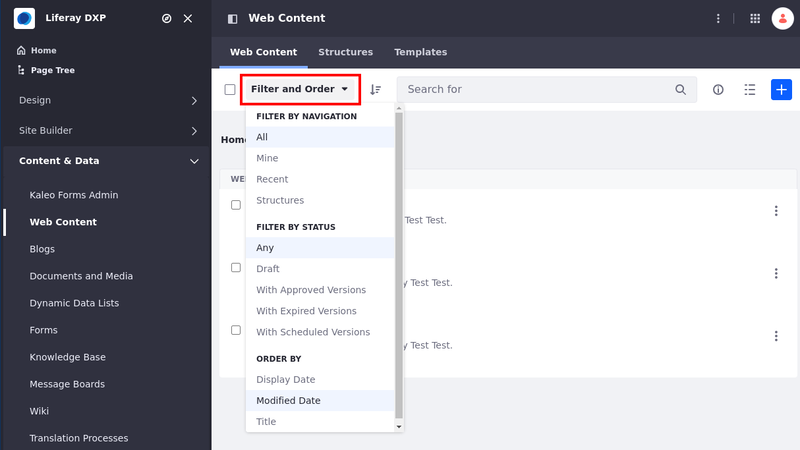 Liferay DXP
Home
Page Tree
Design
Site Builder
Content & Data
Kaleo Forms Admin
Web Content
Blogs
Documents and Media
Dynamic Data Lists
Forms
Knowledge Base
Message Boards
Wiki
Translation Processes
Web Content
Web Content Structures Templates
Filter and Order
Search for
FILTER BY NAVIGATION
All
Mine
Recent
Structures
FILTER BY STATUS
Any
Draft
With Approved Versions
With Expired Versions
With Scheduled Versions
ORDER BY
Display Date
Modified Date
Title
Test Test.
y Test Test.
y Test Test.